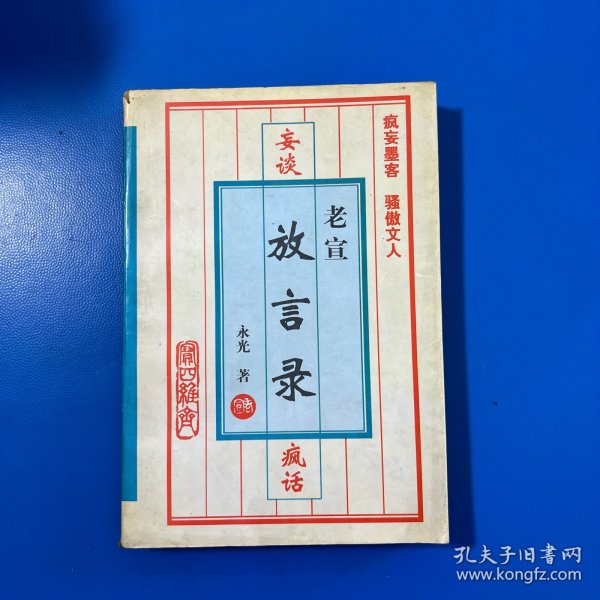 疯妄墨客 骚傲文人
妄谈
老宣
放言录
永光 著
疯话
孔夫子旧书网
www.kongfz.com